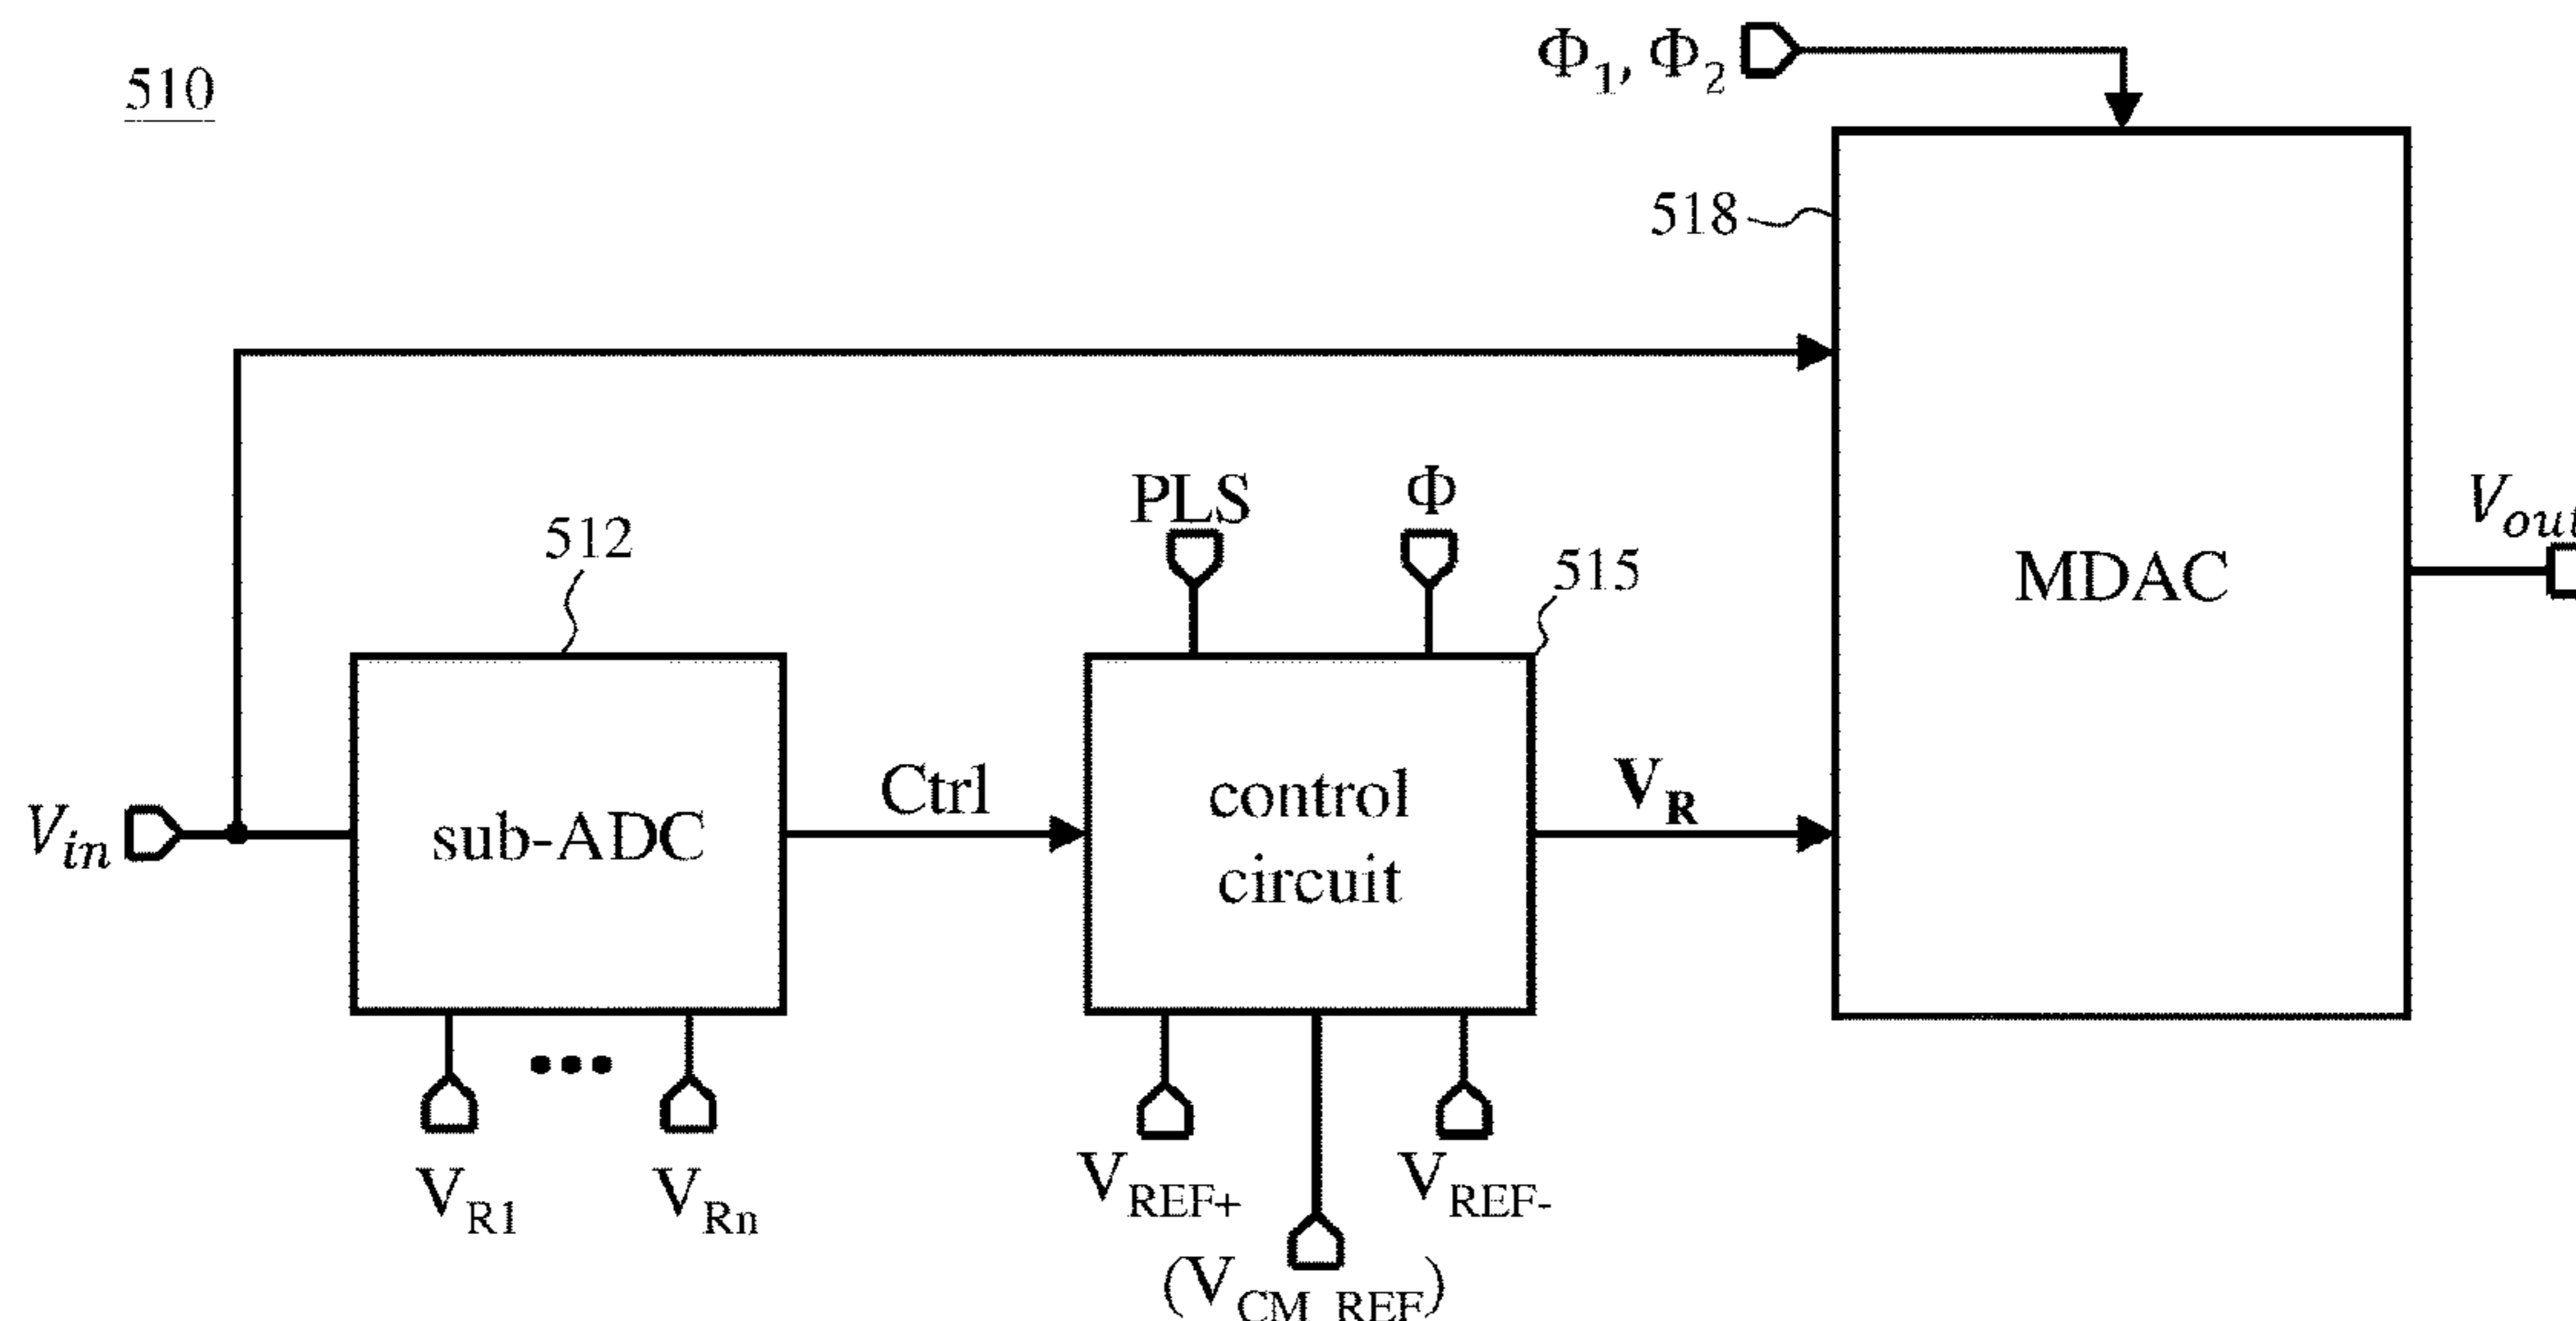 510
Φ1, Φ2
518
PLS
Φ
512
515
MDAC
Vout
Vin
sub-ADC
Ctrl
control
circuit
VR
VR1
VRn
VREF+
VREF-
(VCM_REF)